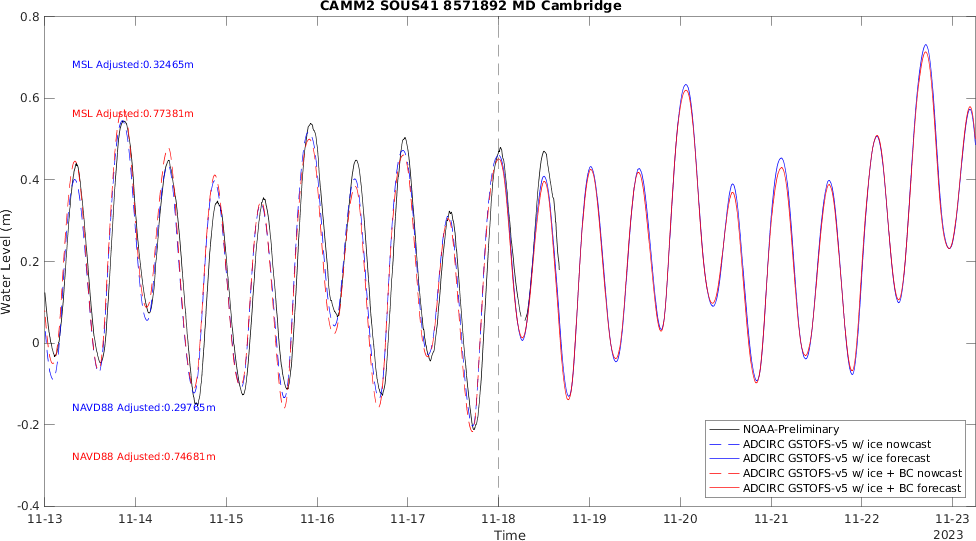 CAMM2 SOUS41 8571892 MD Cambridge
0.8
0.6
0.4
0.2
0
-0.2
-0.4
Water Level (m)
MSL Adjusted:0.32465m
MSL Adjusted:0.77381m
NAVD88 Adjusted:0.29765m
NAVD88 Adjusted:0.74681m
NOAA-Preliminary
ADCIRC GSTOFS-v5 w/ ice nowcast
ADCIRC GSTOFS-v5 w/ ice forecast
ADCIRC GSTOFS-v5 w/ ice + BC nowcast
ADCIRC GSTOFS-v5 w/ ice + BC forecast
11-13 11-14 11-15 11-16 11-17 11-18 11-19 11-20 11-21 11-22 11-23
Time
2023